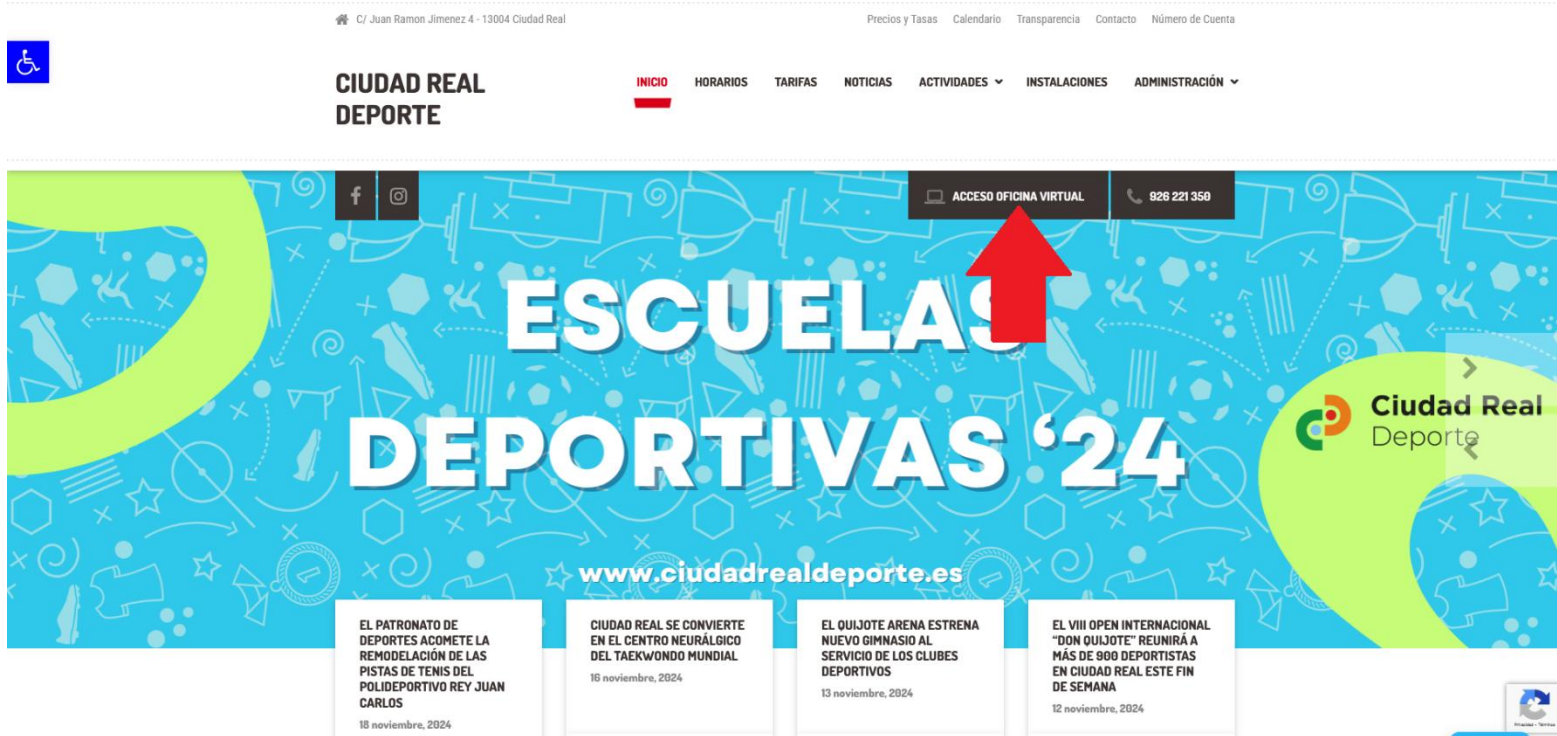 C/ Juan Ramon Jimenez 4 - 13004 Ciudad Real
Precios y Tasas Calendario Transparencia Contacto Número de Cuenta
CIUDAD REAL
DEPORTE
INICIO HORARIOS TARIFAS NOTICIAS ACTIVIDADES INSTALACIONES ADMINISTRACIÓN
ACCESO OFICINA VIRTUAL
926 221 350
ESCUELAS
DEPORTIVAS ‘24
Ciudad Real
Deporte
www.ciudadrealdeporte.es
EL PATRONATO DE
DEPORTES ACOMETE LA
REMODELACIÓN DE LAS
PISTAS DE TENIS DEL
POLIDEPORTIVO REY JUAN
CARLOS
18 noviembre, 2024
CIUDAD REAL SE CONVIERTE
EN EL CENTRO NEURÁLGICO
DEL TAEKWONDO MUNDIAL
16 noviembre, 2024
EL QUIJOTE ARENA ESTRENA
NUEVO GIMNASIO AL
SERVICIO DE LOS CLUBES
DEPORTIVOS
13 noviembre, 2024
EL VIII OPEN INTERNACIONAL
“DON QUIJOTE” REUNIRÁ A
MÁS DE 900 DEPORTISTAS
EN CIUDAD REAL ESTE FIN
DE SEMANA
12 noviembre, 2024
Privacidad - Términos